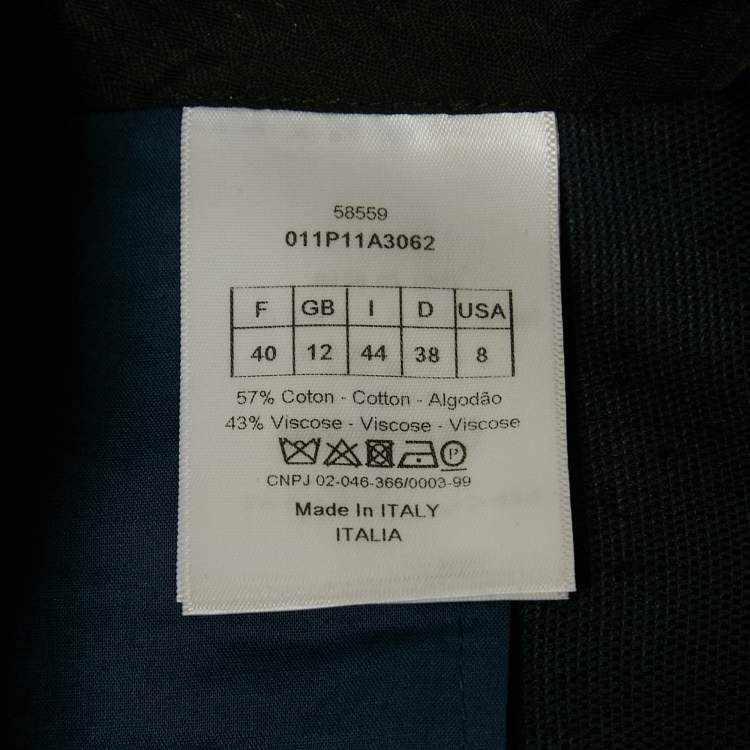 58559
011P11A3062
F GB I D USA
40 12 44 38 8
57% Coton - Cotton - Algodão
43% Viscose - Viscose - Viscose
P
CNPJ 02-046-366/0003-99
Made In ITALY
ITALIA